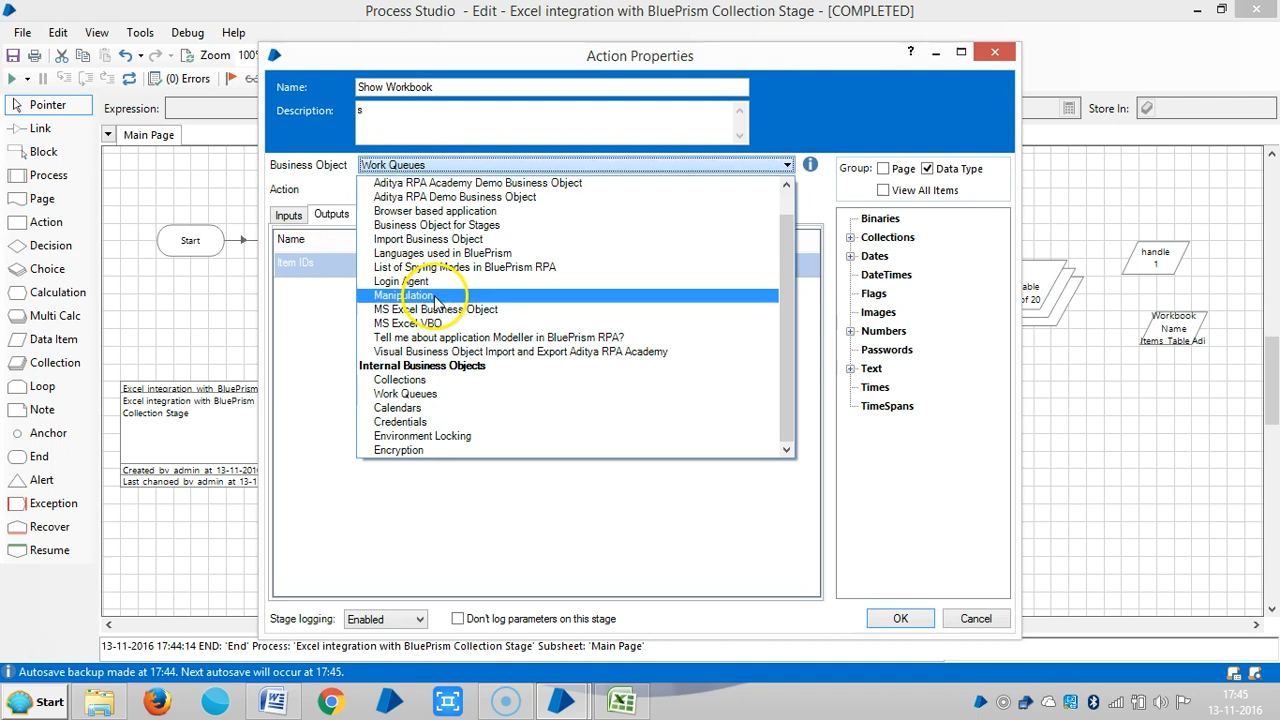 Process Studio - Edit - Excel integration with BluePrism Collection Stage - [COMPLETED]
File Edit View Tools Debug Help
Zoom 100%
(0) Errors
Expression:
Store In:
Main Page
Pointer
Link
Block
Process
Page
Action
Decision
Choice
Calculation
Multi Calc
Data Item
Collection
Loop
Note
Anchor
End
Alert
Exception
Recover
Resume
Start
Excel integration with BluePrism
Excel integration with BluePrism
Collection Stage
Created by admin at 13-11-2016
Last changed by admin at 13-11-201
Action Properties
Name: Show Workbook
Description: s
Business Object Work Queues
Action
Inputs Outputs
Name
Item IDs
Aditya RPA Academy Demo Business Object
Aditya RPA Demo Business Object
Browser based application
Business Object for Stages
Import Business Object
Languages used in BluePrism
List of Spying Modes in BluePrism RPA
Login Agent
Manipulation
MS Excel Business Object
MS Excel VBO
Tell me about application Modeller in BluePrism RPA?
Visual Business Object Import and Export Aditya RPA Academy
Internal Business Objects
Collections
Work Queues
Calendars
Credentials
Environment Locking
Encryption
Group: Page Data Type
View All Items
Binaries
Collections
Dates
DateTimes
Flags
Images
Numbers
Passwords
Text
Times
TimeSpans
Stage logging: Enabled Don't log parameters on this stage
OK Cancel
handle
1
Table
of 20
Workbook
Name
Items Table Adi
13-11-2016 17:44:14 END: 'End' Process: 'Excel integration with BluePrism Collection Stage' Subsheet: 'Main Page'
Autosave backup made at 17:44. Next autosave will occur at 17:45.
Start
17:45
13-11-2016